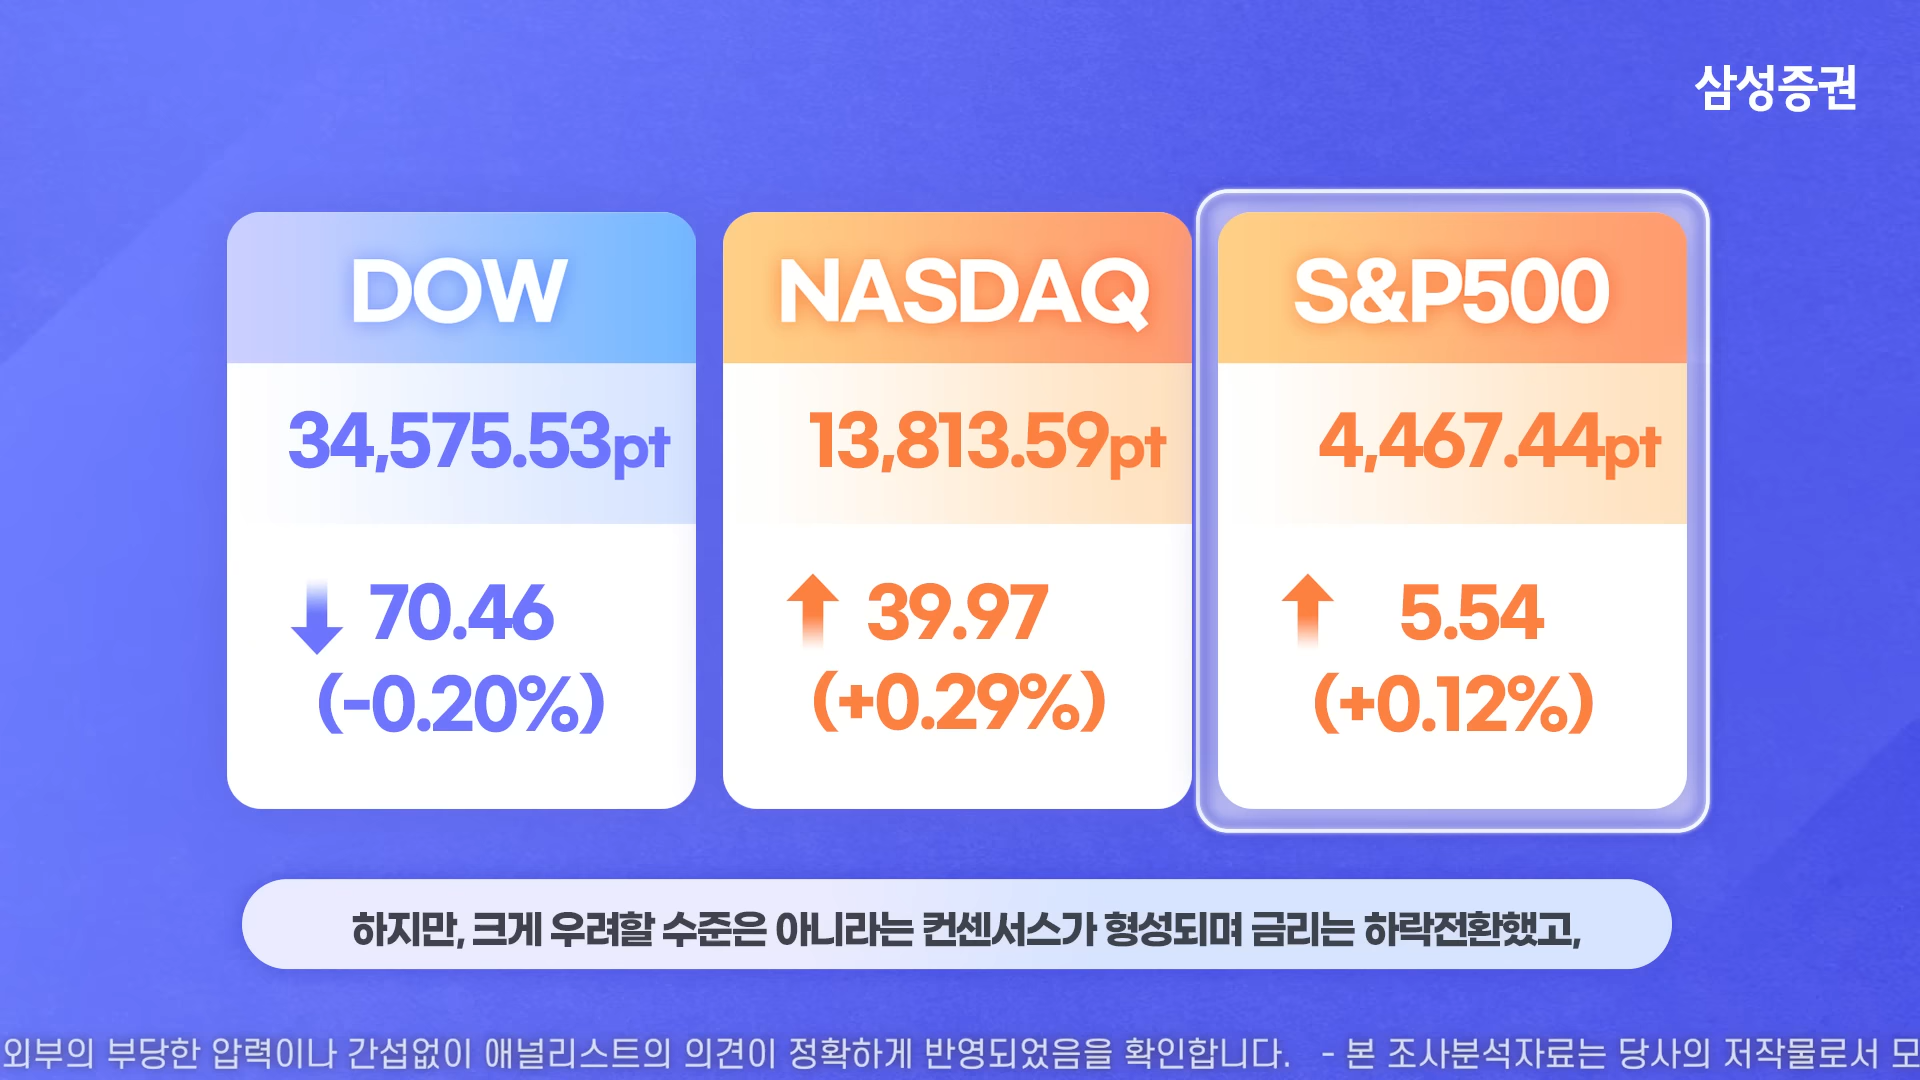 삼성증권
DOW
34,575.53pt
70.46
(-0.20%)
NASDAQ
13,813.59pt
39.97
(+0.29%)
S&P500
4,467.44pt
5.54
(+0.12%)
하지만, 크게 우려할 수준은 아니라는 컨센서스가 형성되며 금리는 하락전환했고,
외부의 부당한 압력이나 간섭없이 애널리스트의 의견이 정확하게 반영되었음을 확인합니다. - 본 조사분석자료는 당사의 저작물로서 모